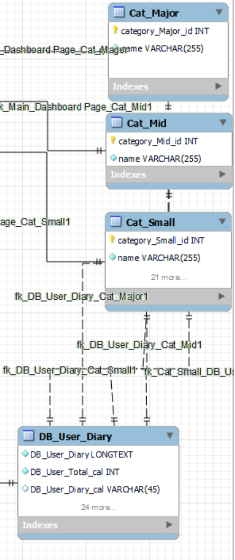 Cat_Major
category_Major_id INT
_Dashboard Page_Cat_Major1
name VARCHAR(255)
Indexes
k_Main_Dashboard Page_Cat_Mid1
Cat_Mid
category_Mid_id INT
name VARCHAR(255)
Indexes
age_Cat_Small1
Cat_Small
category_Small_id INT
name VARCHAR(255)
21 more...
fk_DB_User_Diary_Cat_Major1
Indexes
fk_DB_User_Diary_Cat_Mid1
fk_DB_User_Diary_Cat_Small1
fk_Cat_Small_DB_Us
DB_User_Diary
DB_User_Diary LONGTEXT
DB_User_Total_cal INT
DB_User_Diary_cal VARCHAR(45)
24 more...
Indexes